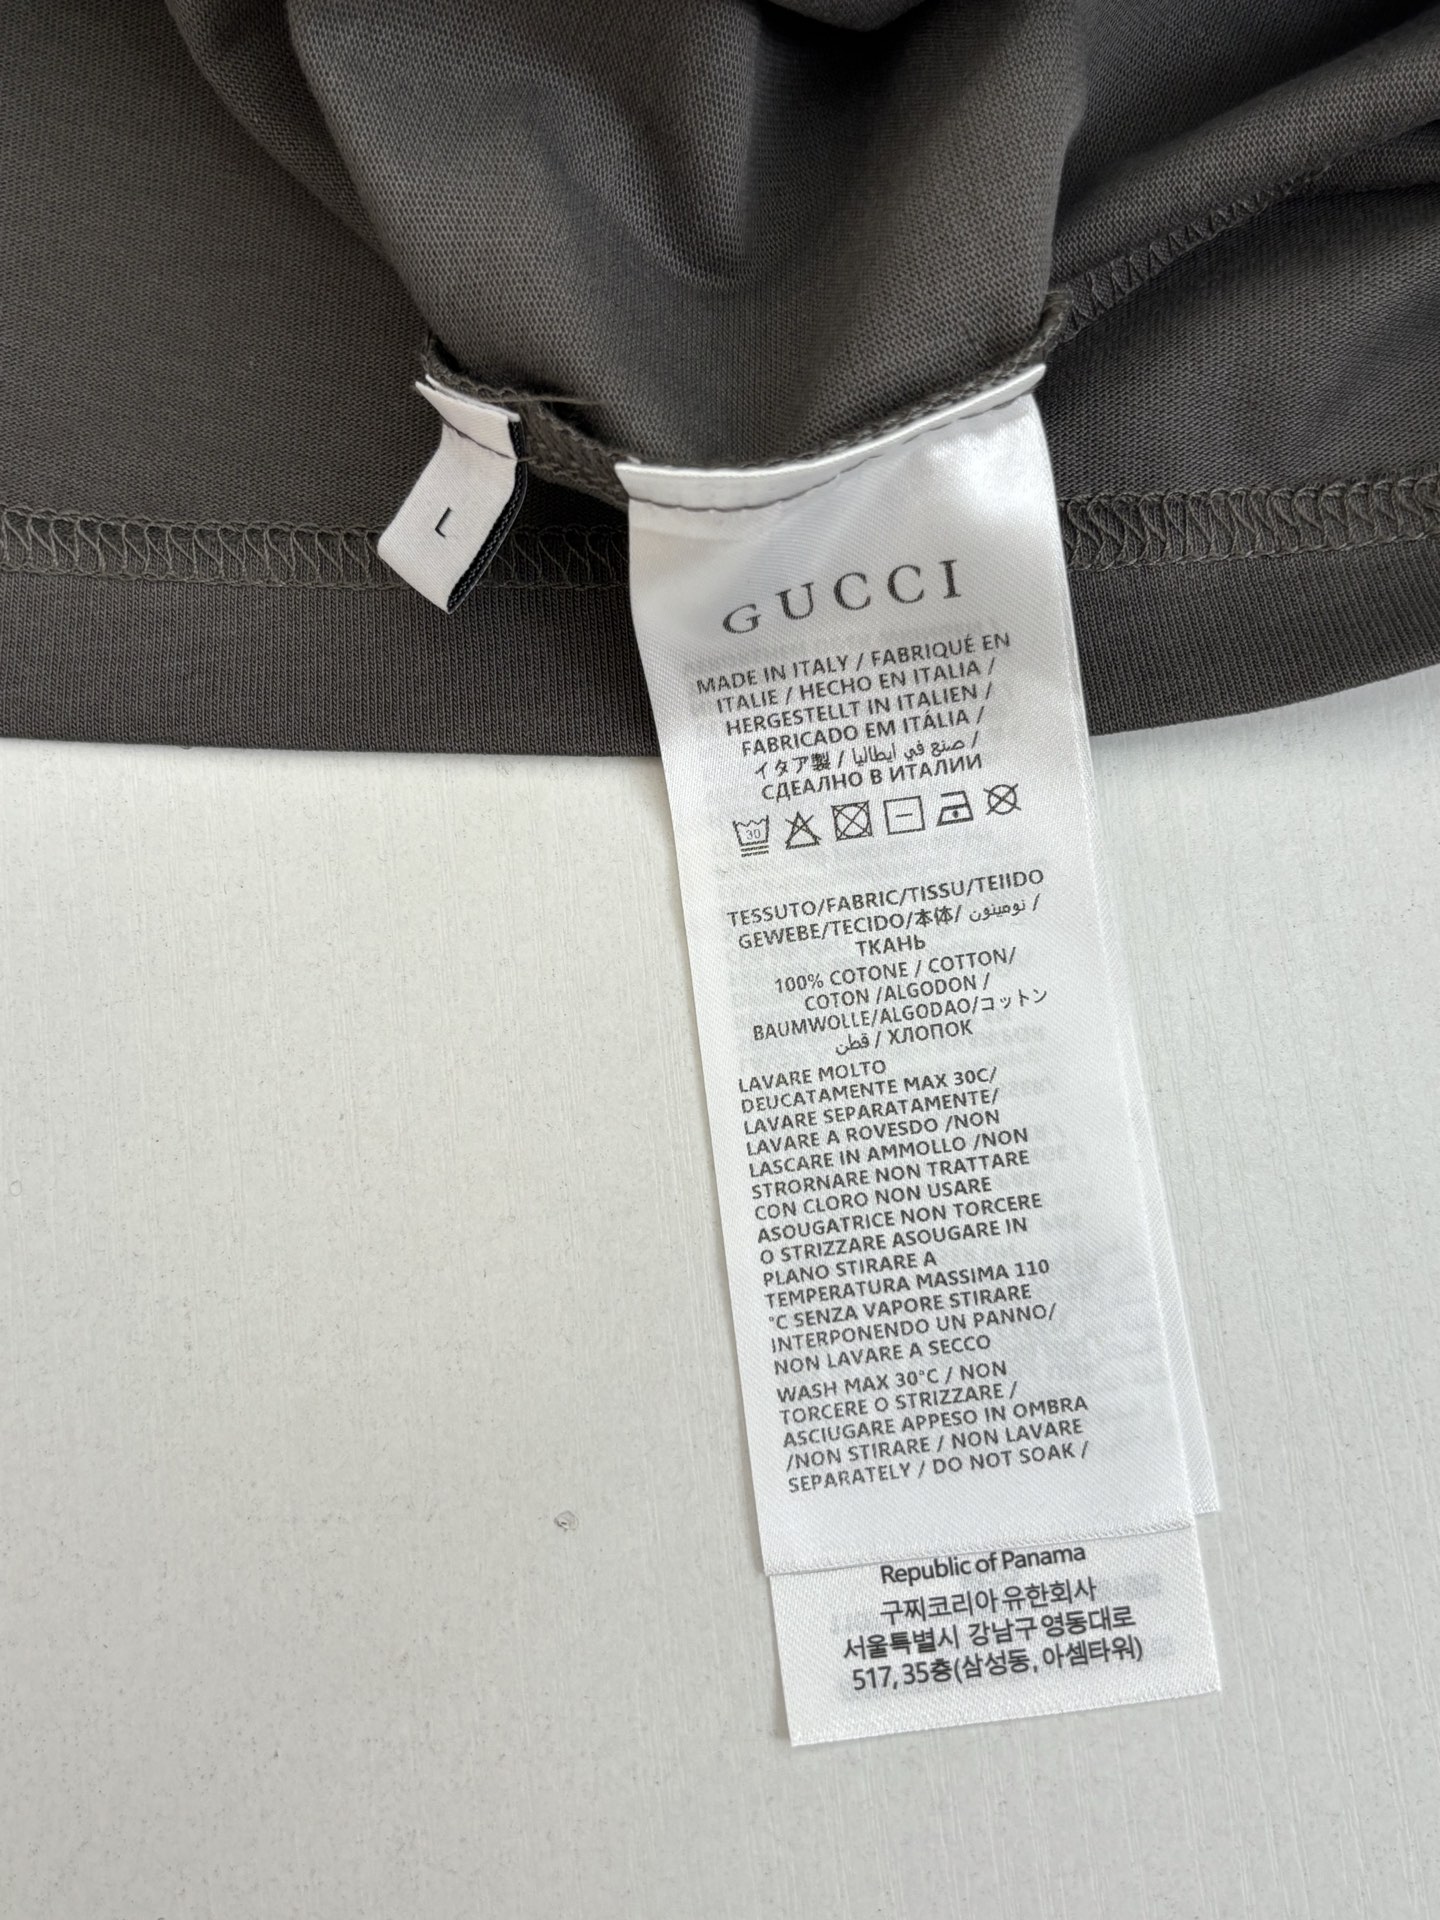 L
GUCCI
MADE IN ITALY / FABRIQUÉ EN
ITALIE / HECHO EN ITALIA /
HERGESTELLT IN ITALIEN /
FABRICADO EM ITÁLIA /
イタア製 / صنع في ايطاليا /
СДЕАЛНО В ИТАЛИИ
30
TESSUTO/FABRIC/TISSU/TEIIDO
GEWEBE/TECIDO/本体/ نومينون /
ТКАНЬ
100% COTONE / COTTON/
COTON /ALGODON /
BAUMWOLLE/ALGODAO/コットン
قطن / ХЛОПОК
LAVARE MOLTO
DEUCATAMENTE MAX 30C/
LAVARE SEPARATAMENTE/
LAVARE A ROVESDO /NON
LASCARE IN AMMOLLO /NON
STRORNARE NON TRATTARE
CON CLORO NON USARE
ASOUGATRICE NON TORCERE
O STRIZZARE ASOUGARE IN
PLANO STIRARE A
TEMPERATURA MASSIMA 110
°C SENZA VAPORE STIRARE
INTERPONENDO UN PANNO/
NON LAVARE A SECCO
WASH MAX 30°C / NON
TORCERE O STRIZZARE /
ASCIUGARE APPESO IN OMBRA
/NON STIRARE / NON LAVARE
SEPARATELY / DO NOT SOAK /
Republic of Panama
구찌코리아 유한회사
서울특별시 강남구 영동대로
517, 35층(삼성동, 아셈타워)